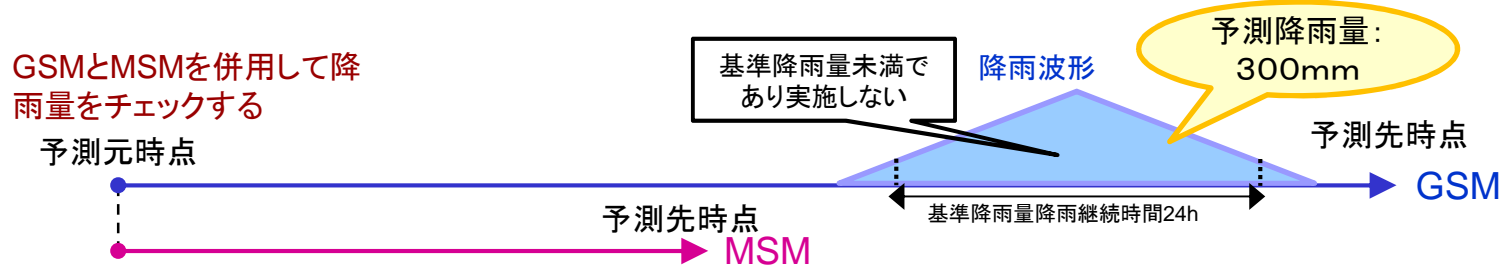 GSMとMSMを併用して降
雨量をチェックする
予測元時点
基準降雨量未満で
あり実施しない
降雨波形
予測降雨量:
300mm
予測先時点
GSM
基準降雨量降雨継続時間24h
予測先時点
MSM